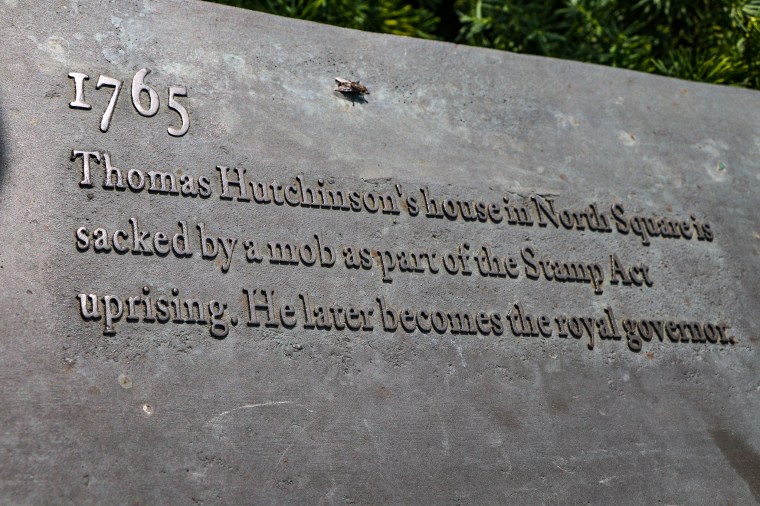 1765
Thomas Hutchinson's house in North Square is
sacked by a mob as part of the Stamp Act
uprising. He later becomes the royal governor.